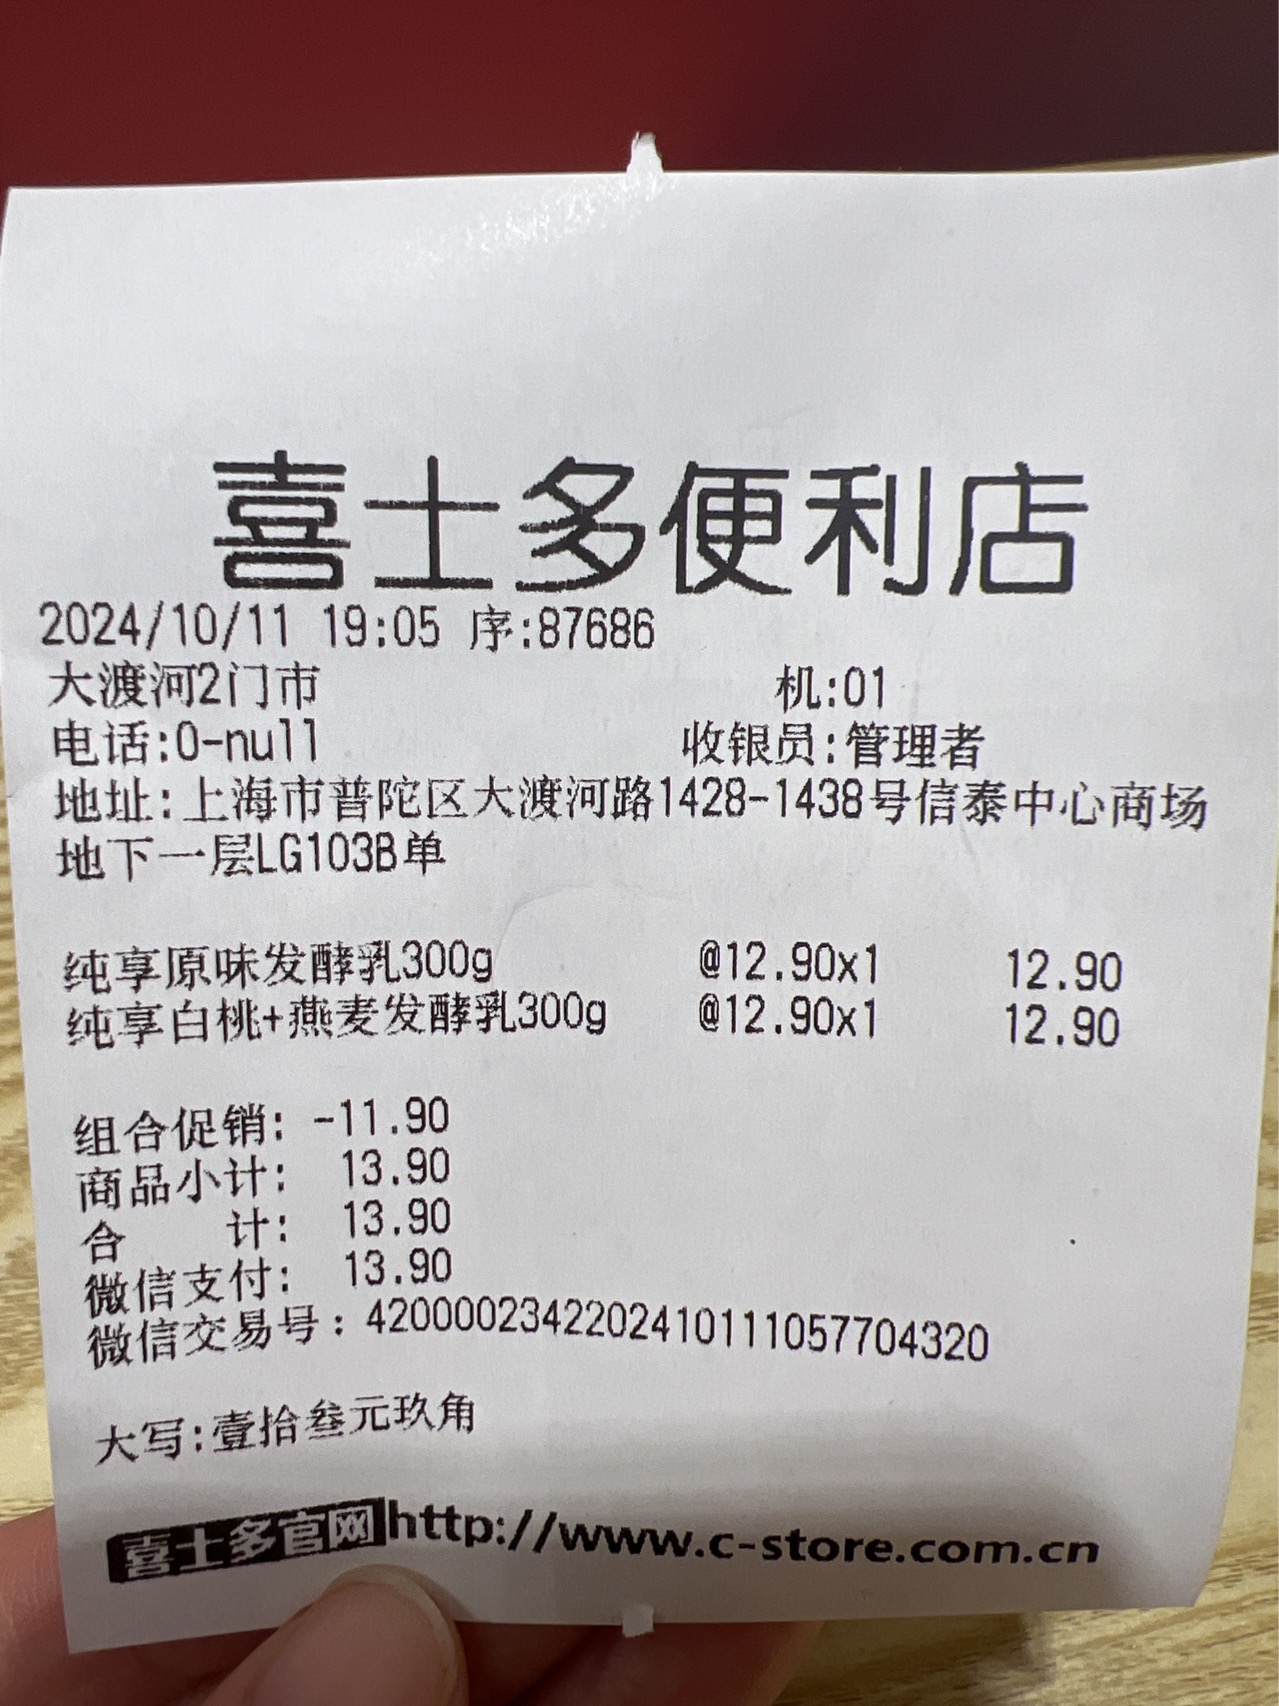 喜士多便利店
2024/10/11 19:05 序:87686
大渡河2门市 机:01
电话:0-null 收银员:管理者
地址:上海市普陀区大渡河路1428-1438号信泰中心商场
地下一层LG103B单
纯享原味发酵乳300g @12.90x1 12.90
纯享白桃+燕麦发酵乳300g @12.90x1 12.90
组合促销: -11.90
商品小计: 13.90
合 计: 13.90
微信支付: 13.90
微信交易号: 4200002342202410111057704320
大写:壹拾叁元玖角
喜士多官网http://www.c-store.com.cn